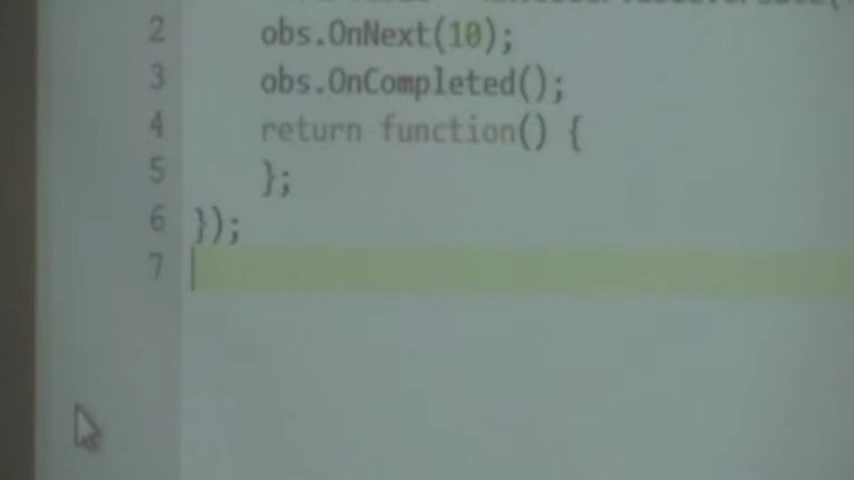 2 obs.OnNext(10);
3 obs.OnCompleted();
4 return function() {
5 };
6 });
7